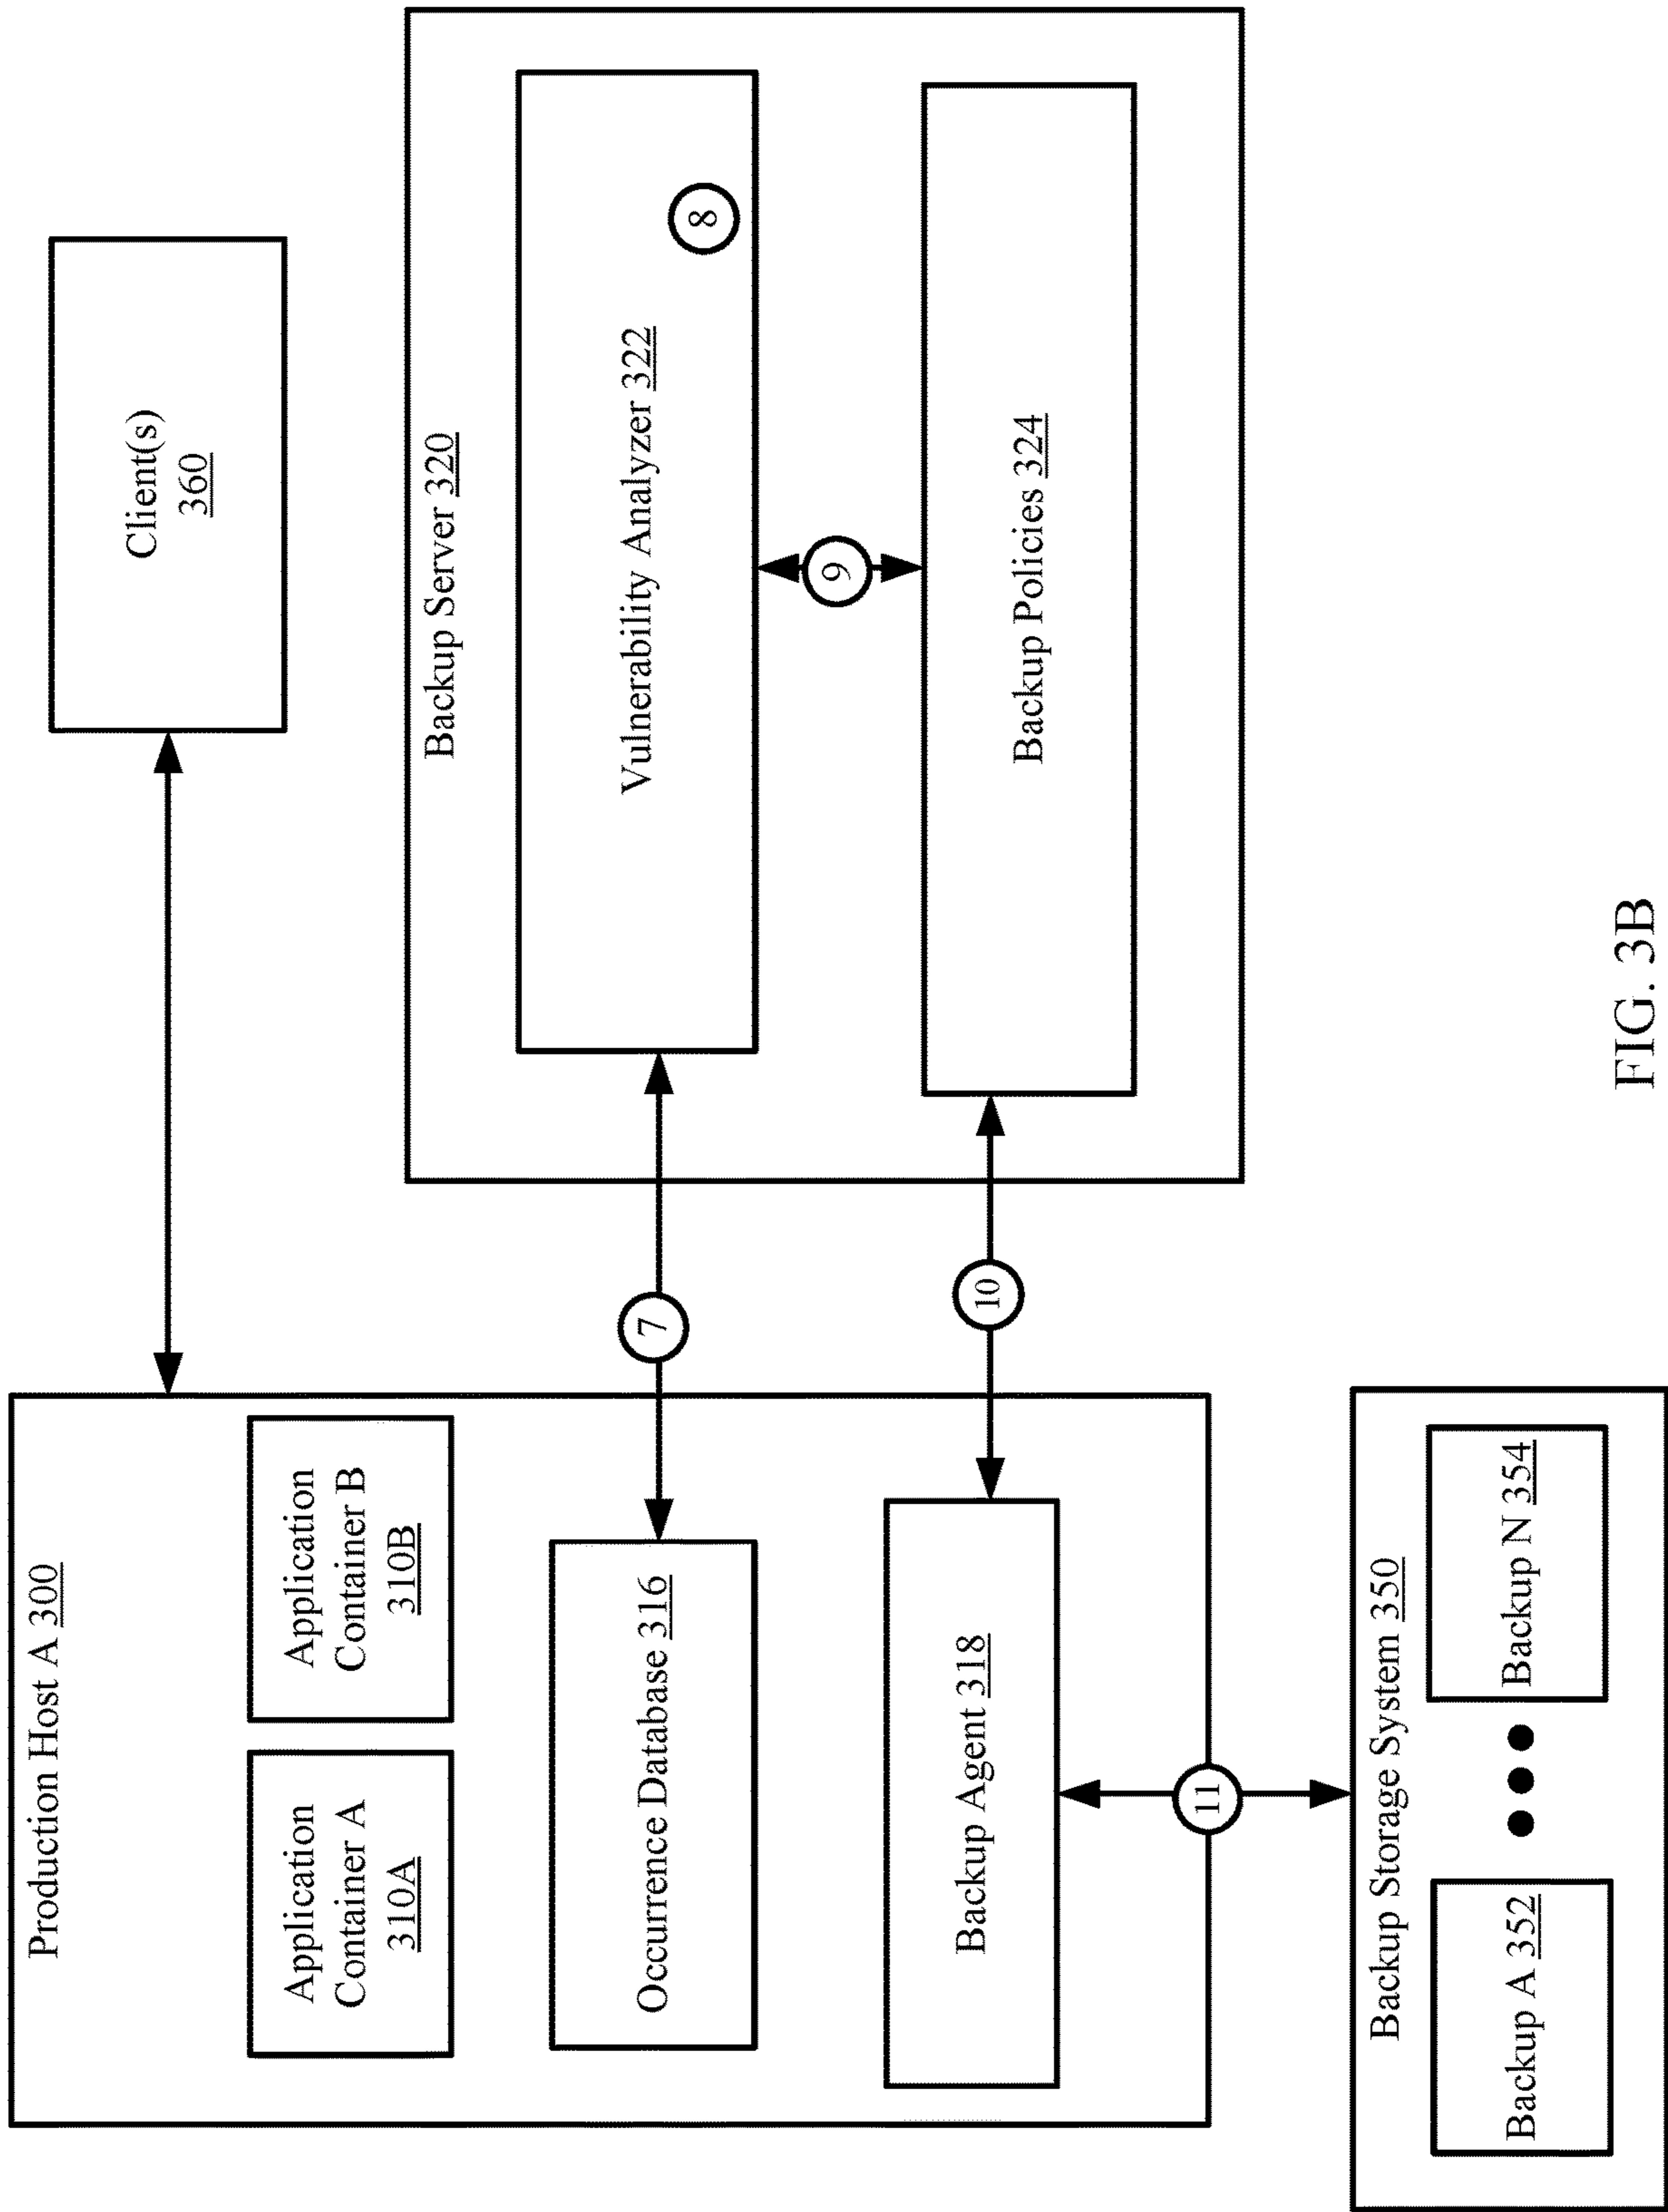 Production Host A 300
Application
Container A
310A
Application
Container B
310B
Occurrence Database 316
Backup Agent 318
Client(s)
360
Backup Server 320
Vulnerability Analyzer 322
8
9
Backup Policies 324
7
10
11
Backup Storage System 350
Backup A 352
Backup N 354
FIG. 3B